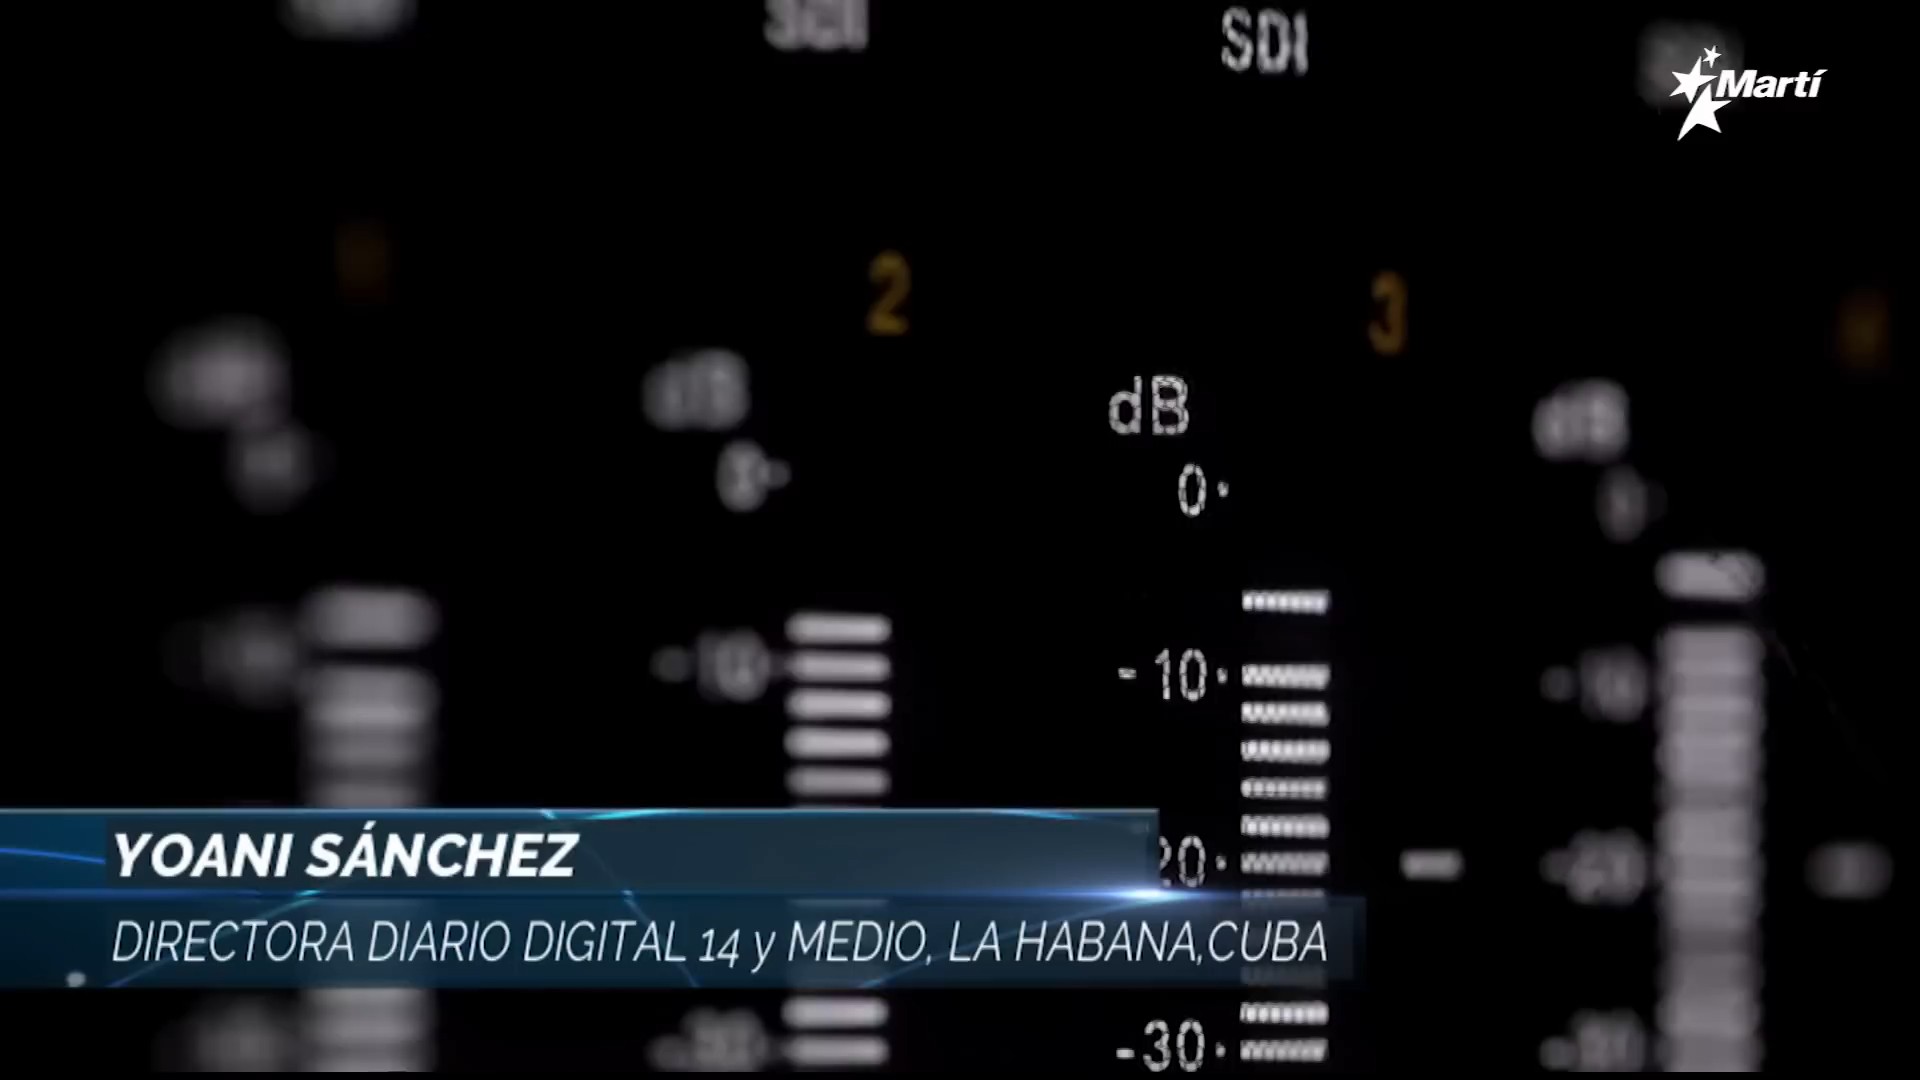 SDI
SDI
Martí
2
3
dB
dB
dB
0
-10
-10
20
-30
YOANI SÁNCHEZ
DIRECTORA DIARIO DIGITAL 14 y MEDIO, LA HABANA,CUBA